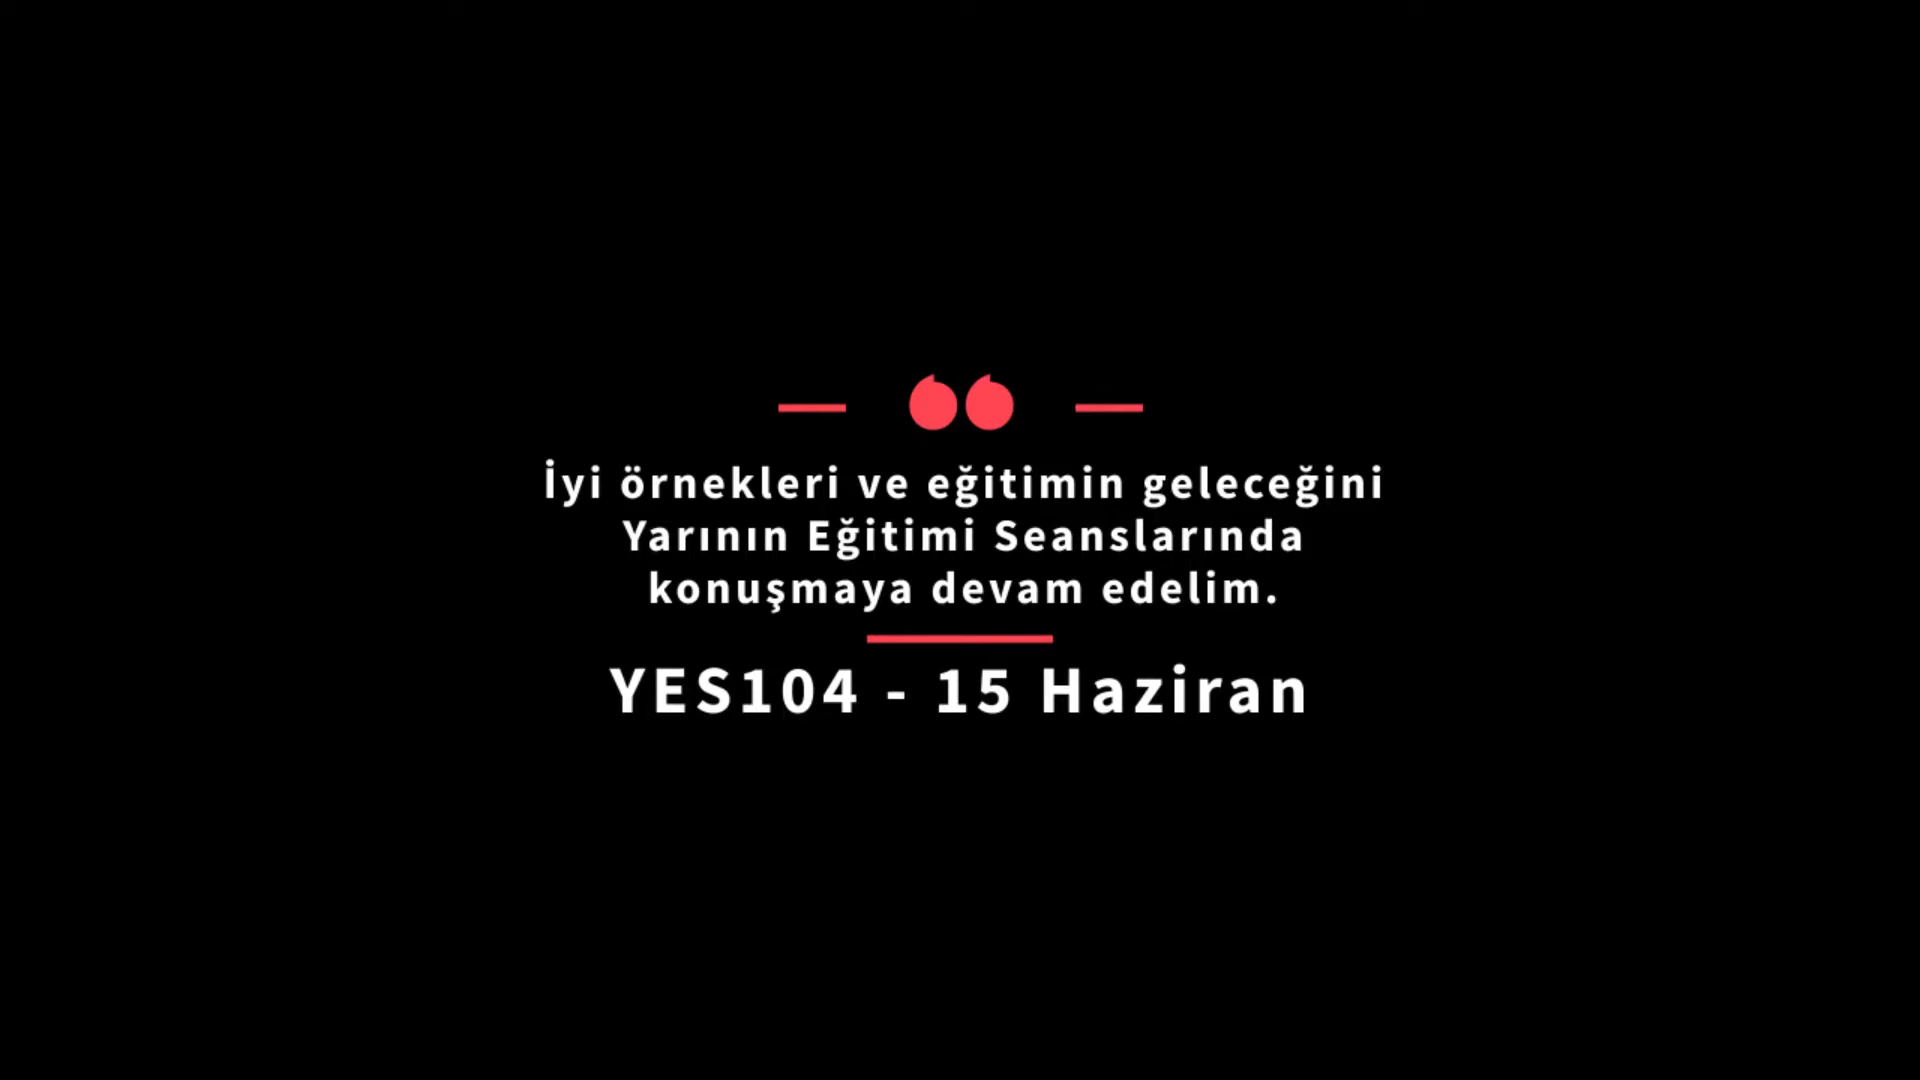 İyi örnekleri ve eğitimin geleceğini
Yarının Eğitimi Seanslarında
konuşmaya devam edelim.
YES104 - 15 Haziran